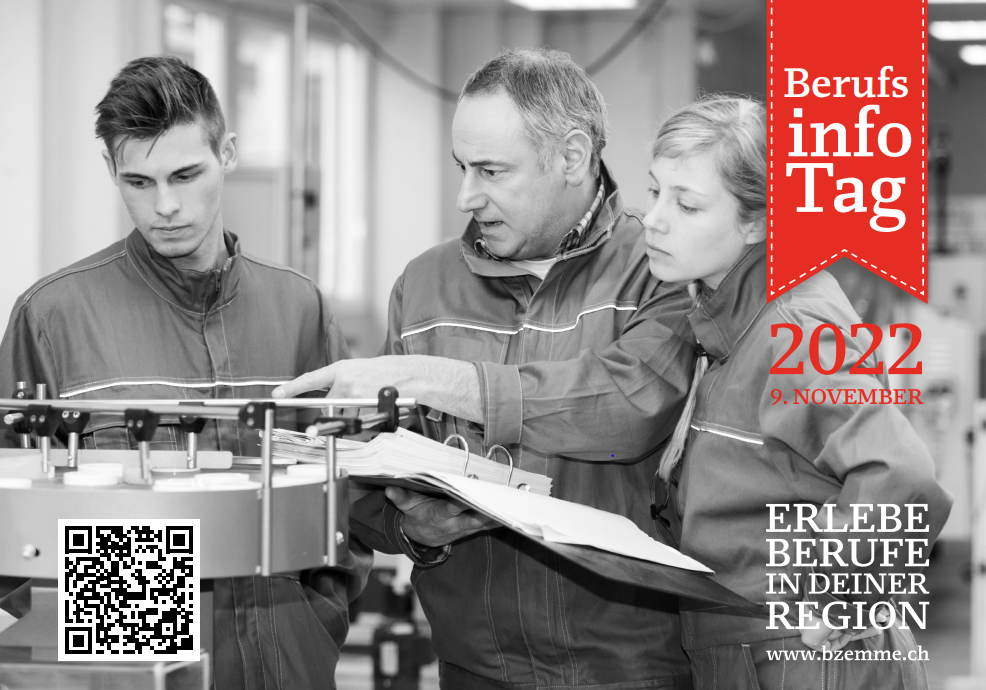 Berufs
info
Tag
2022
9. NOVEMBER
ERLEBE
BERUFE
IN DEINER
REGION
www.bzemme.ch